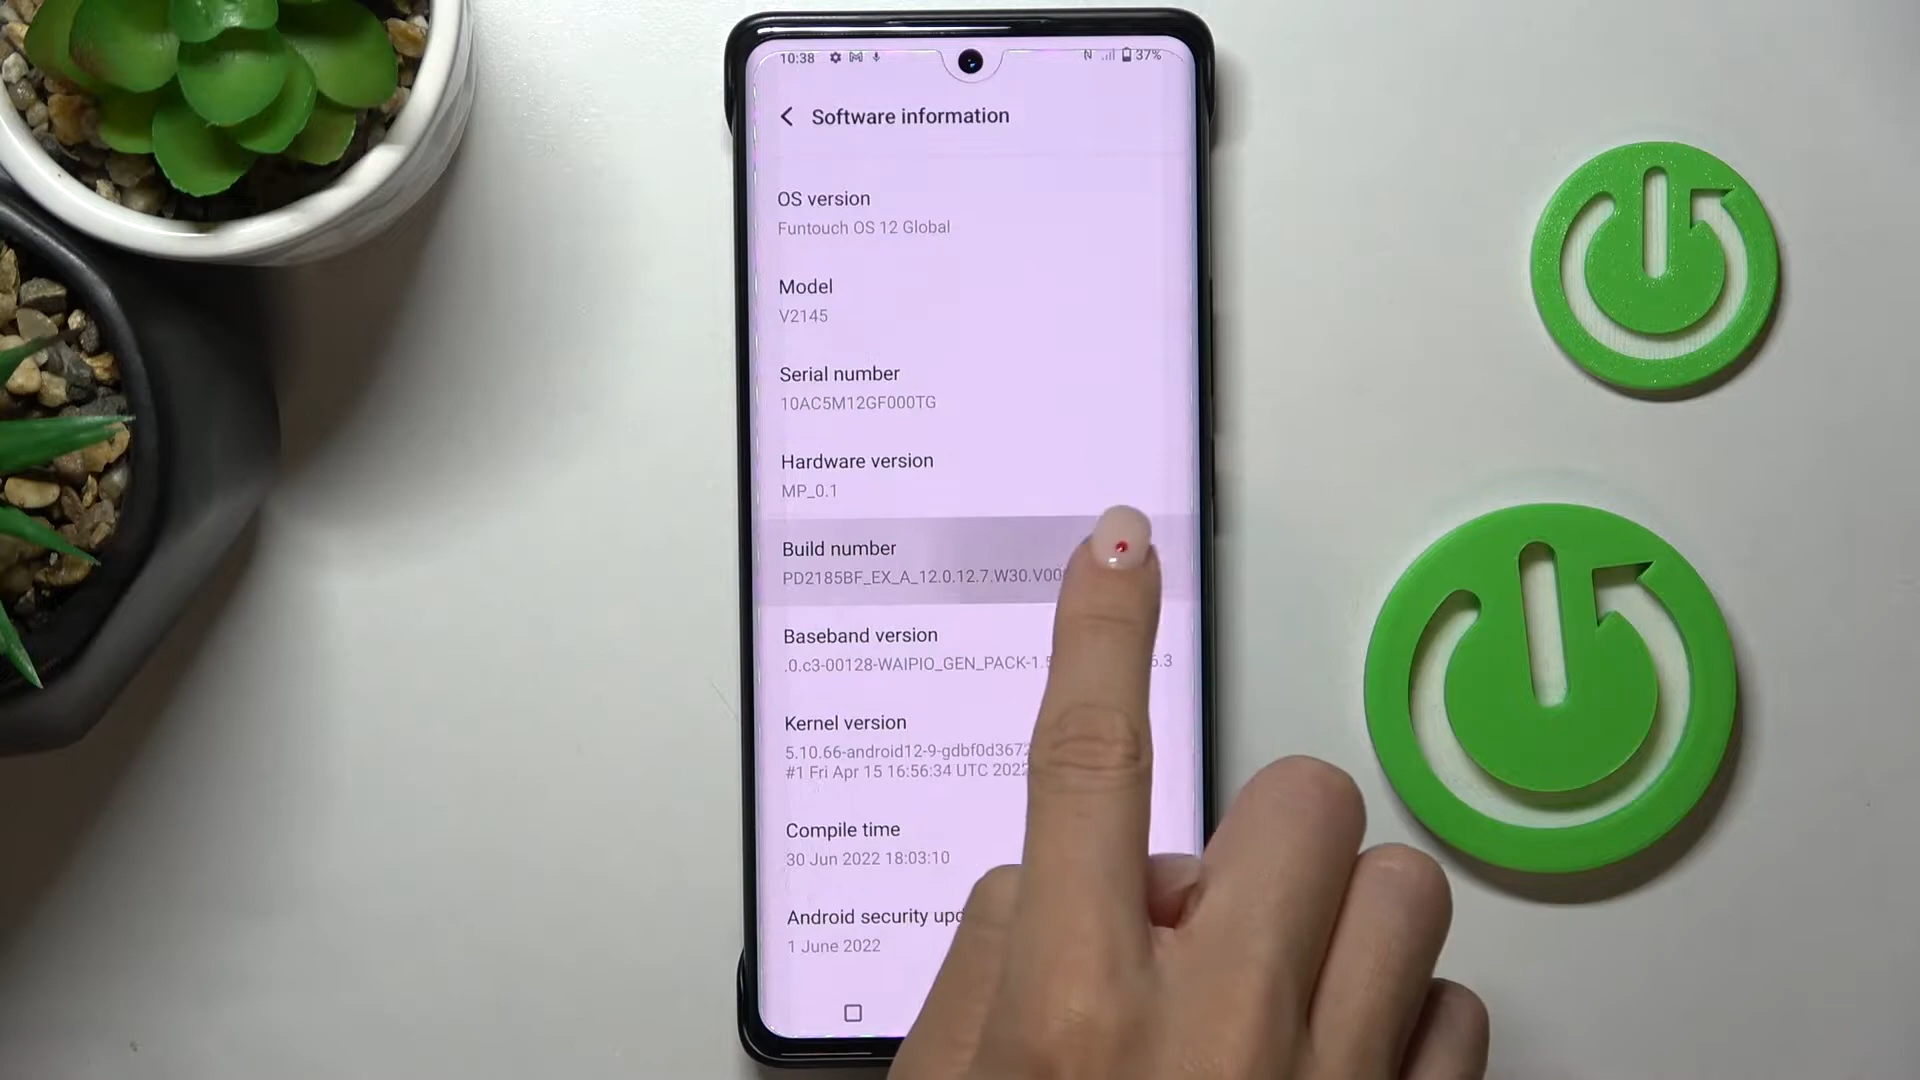 10:38 37%
Software information
OS version
Funtouch OS 12 Global
Model
V2145
Serial number
10AC5M12GF000TG
Hardware version
MP_0.1
Build number
PD2185BF_EX_A_12.0.12.7.W30.V00
Baseband version
.0.c3-00128-WAIPIO_GEN_PACK-1. 6.3
Kernel version
5.10.66-android12-9-gdbf0d3672
#1 Fri Apr 15 16:56:34 UTC 2022
Compile time
30 Jun 2022 18:03:10
Android security
1 June 2022